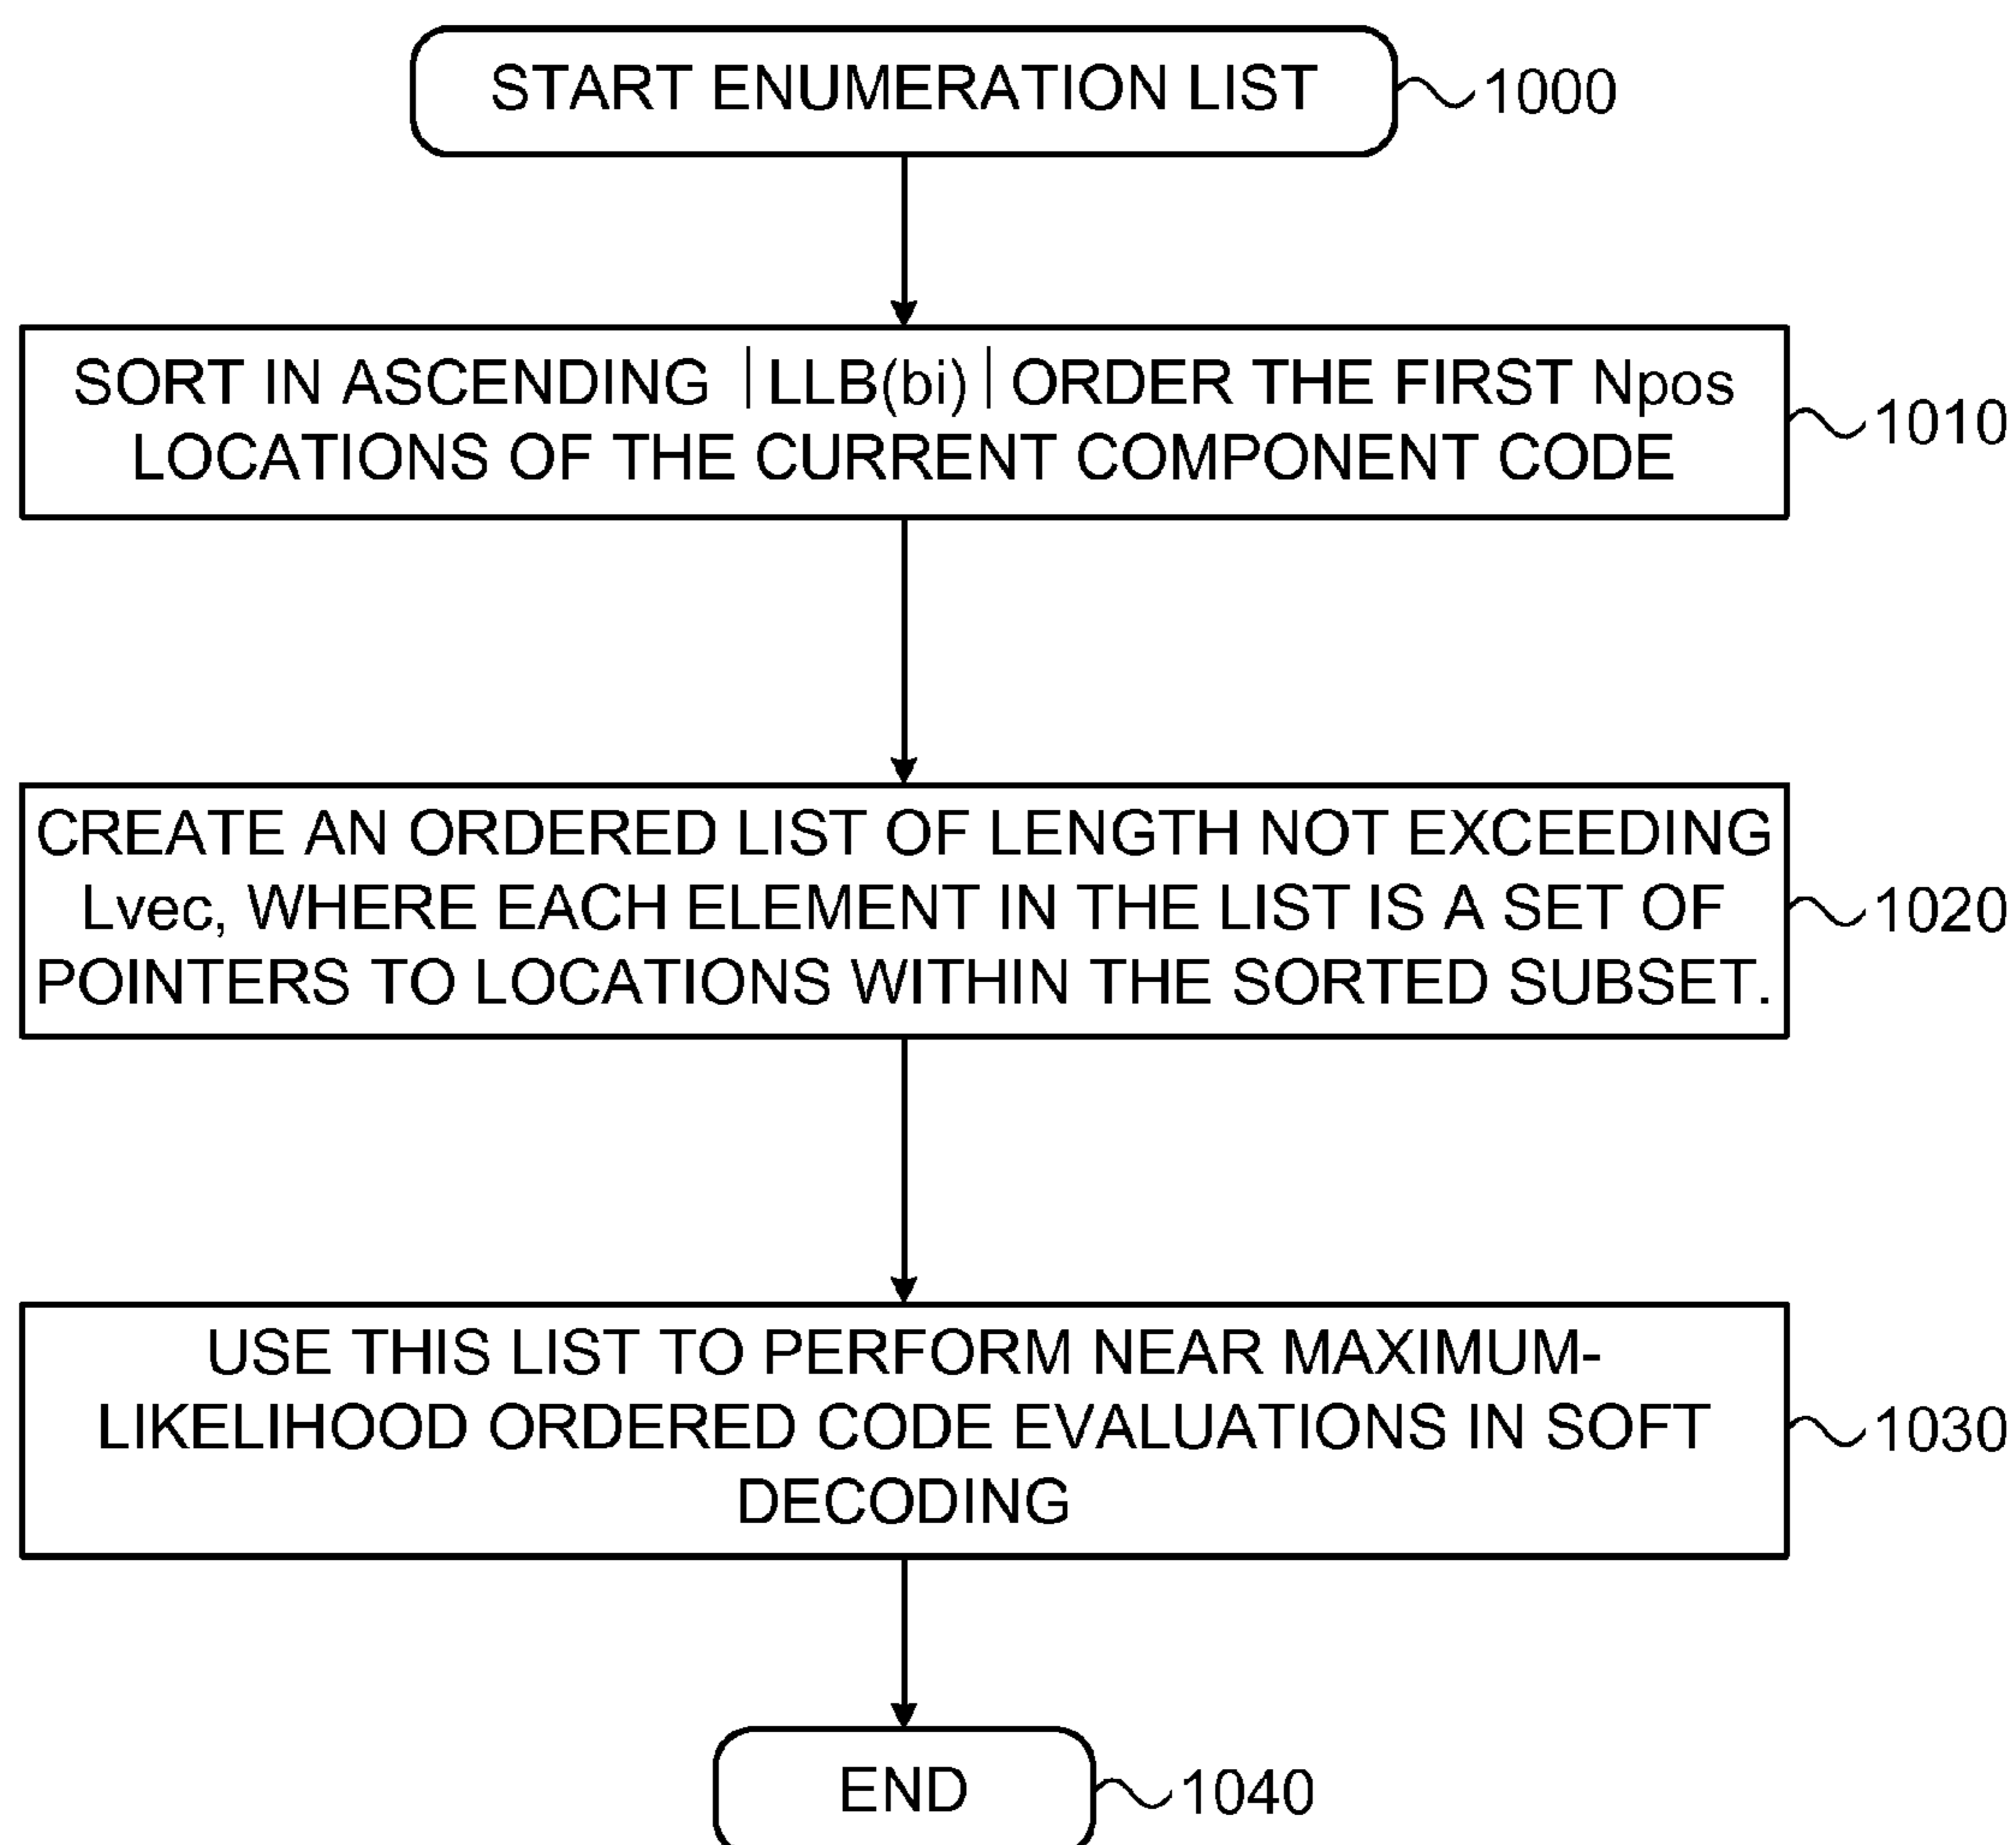 START ENUMERATION LIST
1000
SORT IN ASCENDING |LLB(bi)| ORDER THE FIRST Npos
LOCATIONS OF THE CURRENT COMPONENT CODE
1010
CREATE AN ORDERED LIST OF LENGTH NOT EXCEEDING
Lvec, WHERE EACH ELEMENT IN THE LIST IS A SET OF
POINTERS TO LOCATIONS WITHIN THE SORTED SUBSET.
1020
USE THIS LIST TO PERFORM NEAR MAXIMUM-
LIKELIHOOD ORDERED CODE EVALUATIONS IN SOFT
DECODING
1030
END
1040